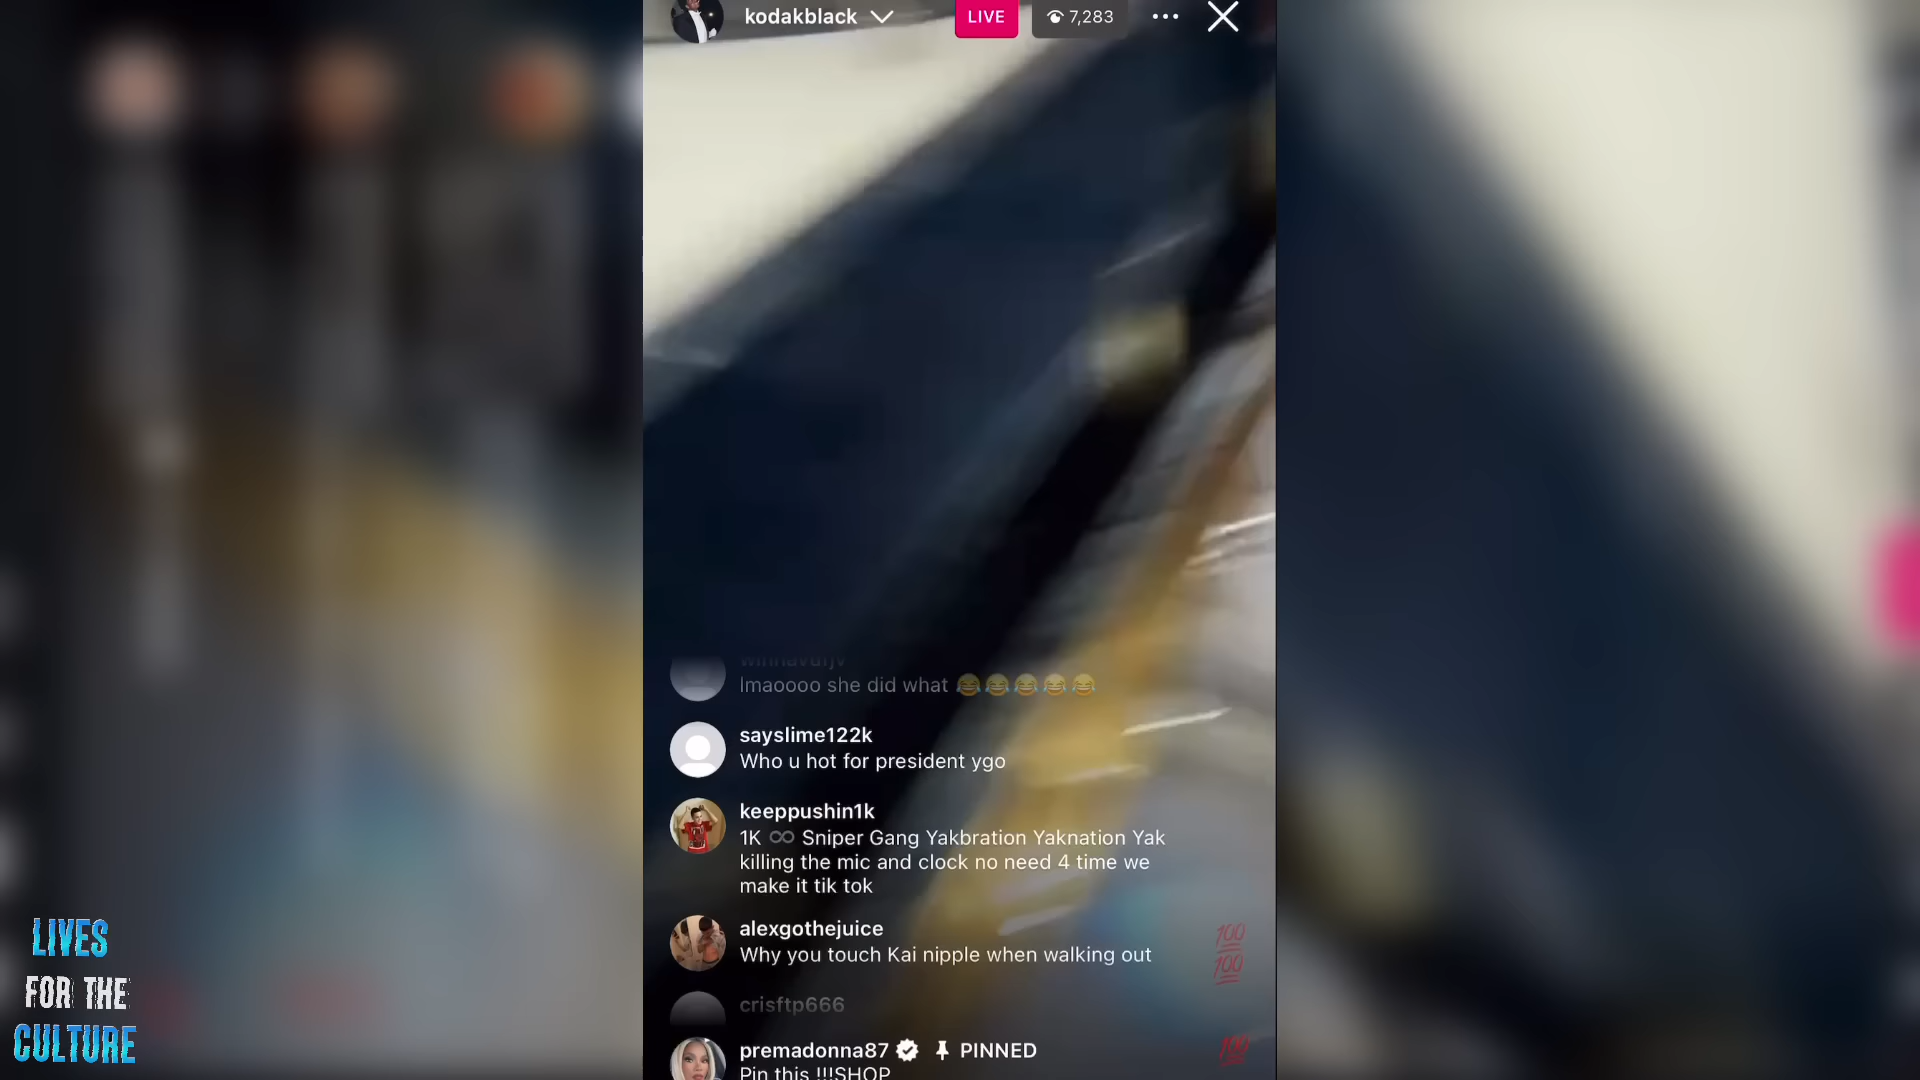 kodakblack
LIVE
7,283
lmaoooo she did what 😂😂😂😂😂
sayslime122k
Who u hot for president ygo
keeppushin1k
1K ♾ Sniper Gang Yakbration Yaknation Yak
killing the mic and clock no need 4 time we
make it tik tok
alexgothejuice
Why you touch Kai nipple when walking out
💯
💯
crisftp666
premadonna87 PINNED
💯
Pin this !!!SHOP
LIVES
FOR THE
CULTURE